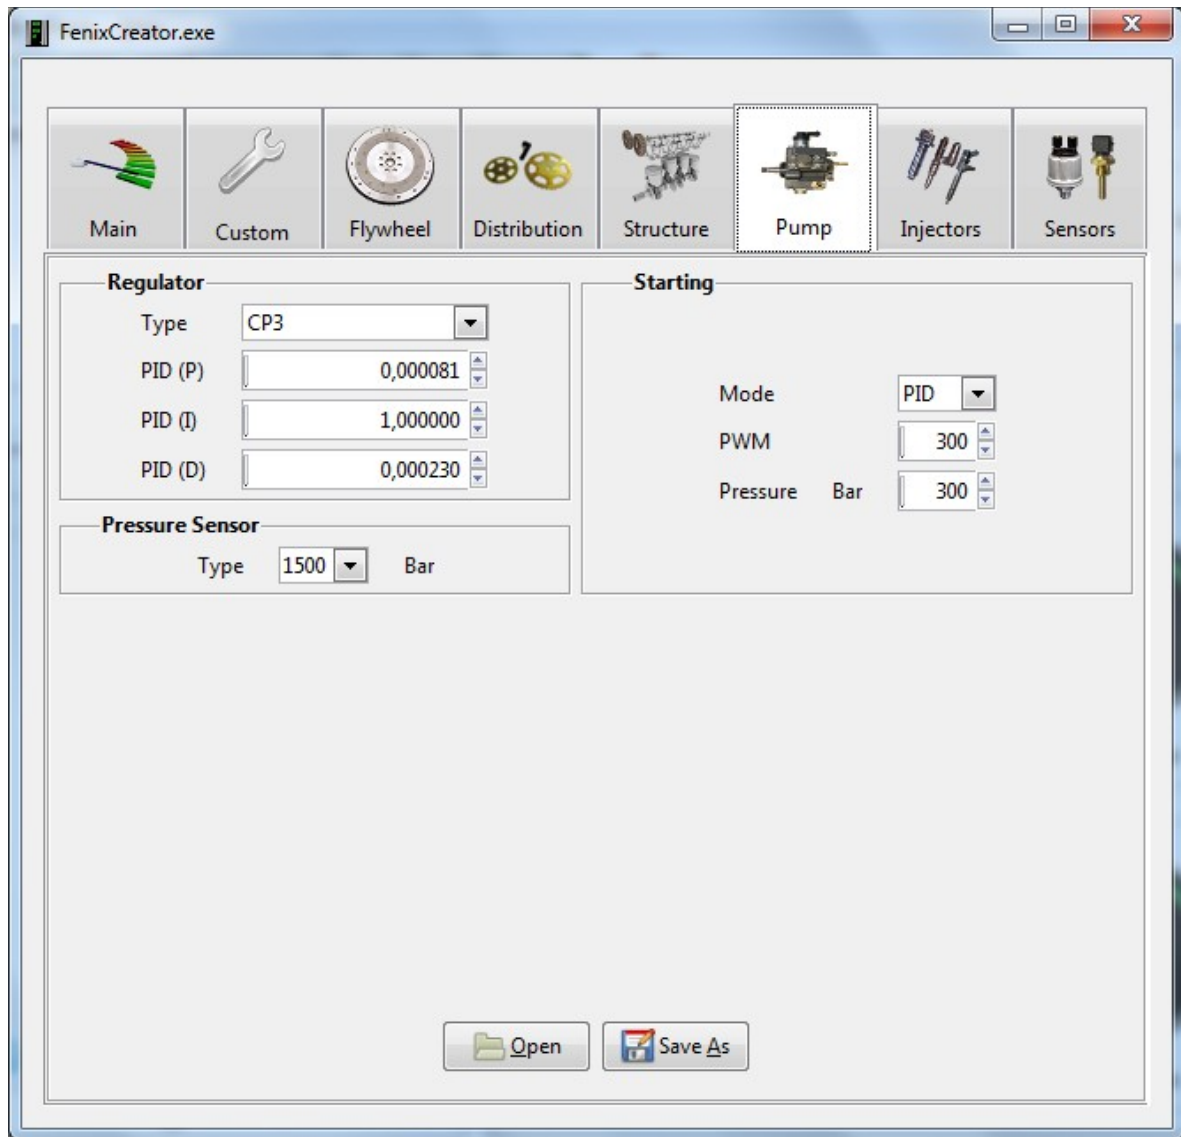 FenixCreator.exe
Main Custom Flywheel Distribution Structure Pump Injectors Sensors
Regulator
Type CP3
PID (P) 0,000081
PID (I) 1,000000
PID (D) 0,000230
Pressure Sensor
Type 1500 Bar
Starting
Mode PID
PWM 300
Pressure Bar 300
Open Save As